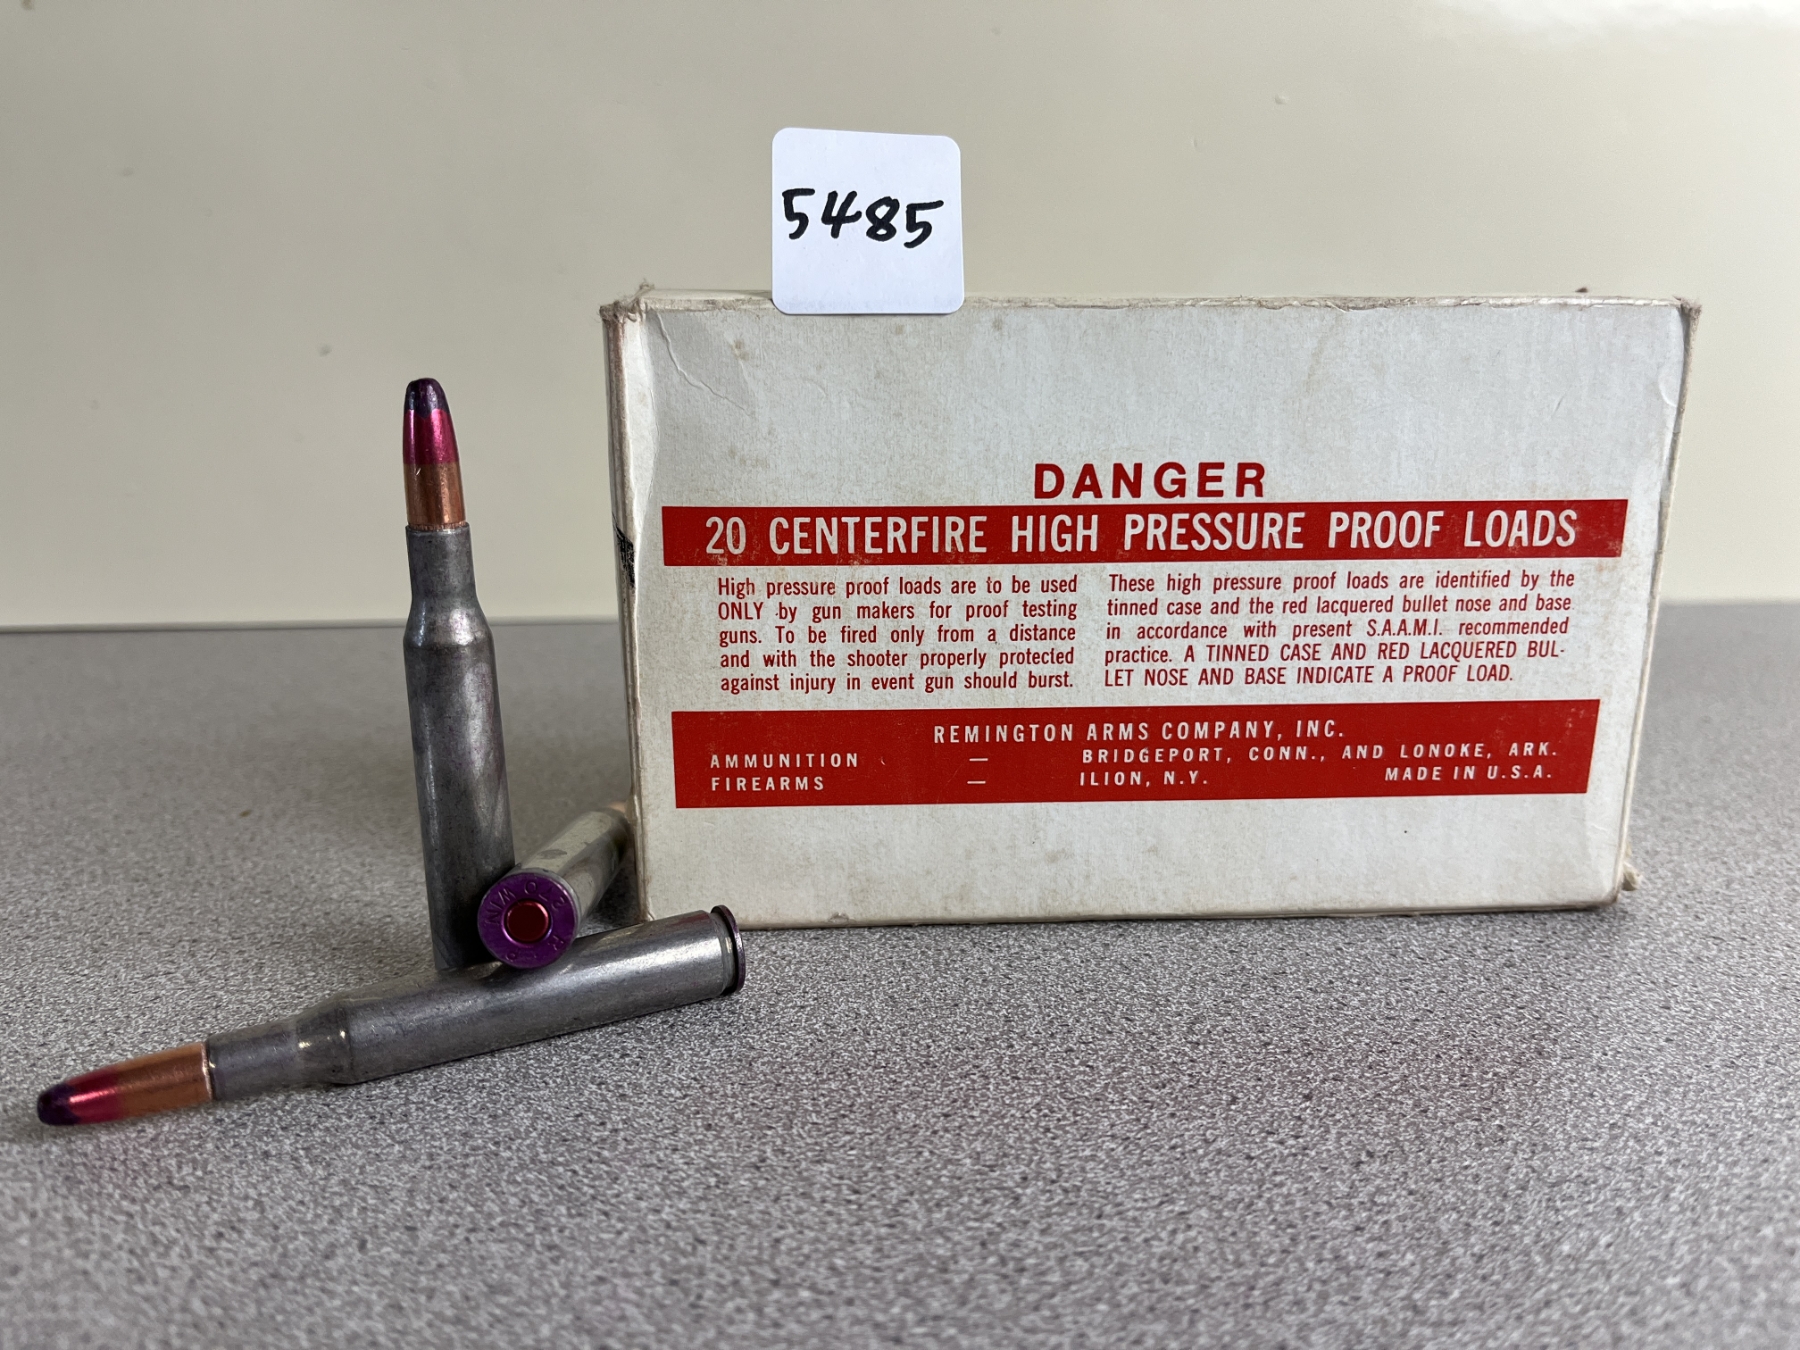 5485
DANGER
20 CENTERFIRE HIGH PRESSURE PROOF LOADS
High pressure proof loads are to be used
ONLY by gun makers for proof testing
guns. To be fired only from a distance
and with the shooter properly protected
against injury in event gun should burst.
These high pressure proof loads are identified by the
tinned case and the red lacquered bullet nose and base
in accordance with present S.A.A.M.I. recommended
practice. A TINNED CASE AND RED LACQUERED BUL-
LET NOSE AND BASE INDICATE A PROOF LOAD.
REMINGTON ARMS COMPANY, INC.
AMMUNITION — BRIDGEPORT, CONN., AND LONOKE, ARK.
FIREARMS — ILION, N.Y. MADE IN U.S.A.
270 WIN